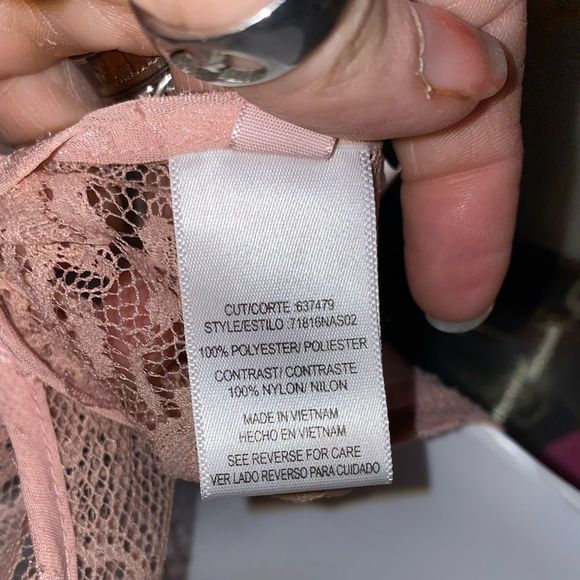 CUT/CORTE :637479
STYLE/ESTILO :71816NAS02
100% POLYESTER/ POLIESTER
CONTRAST/ CONTRASTE
100% NYLON/ NILON
MADE IN VIETNAM
HECHO EN VIETNAM
SEE REVERSE FOR CARE
VER LADO REVERSO PARA CUIDADO